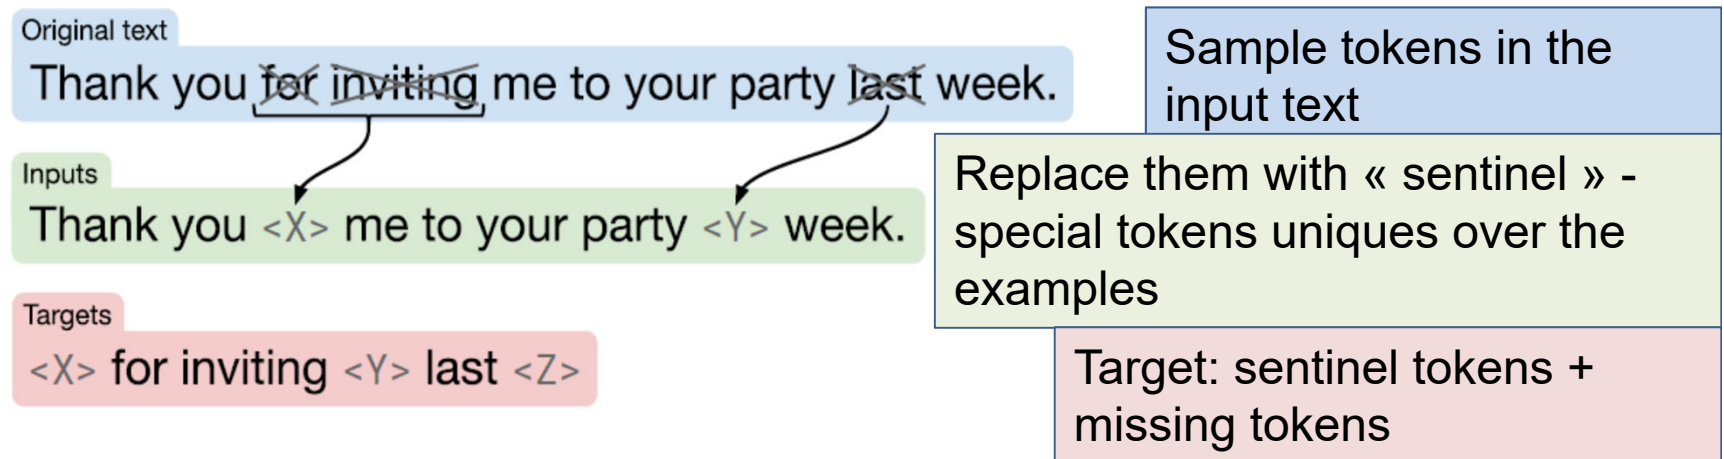 Original text
Thank you for inviting me to your party last week.
Inputs
Thank you <X> me to your party <Y> week.
Targets
<X> for inviting <Y> last <Z>
Sample tokens in the
input text
Replace them with « sentinel » -
special tokens uniques over the
examples
Target: sentinel tokens +
missing tokens